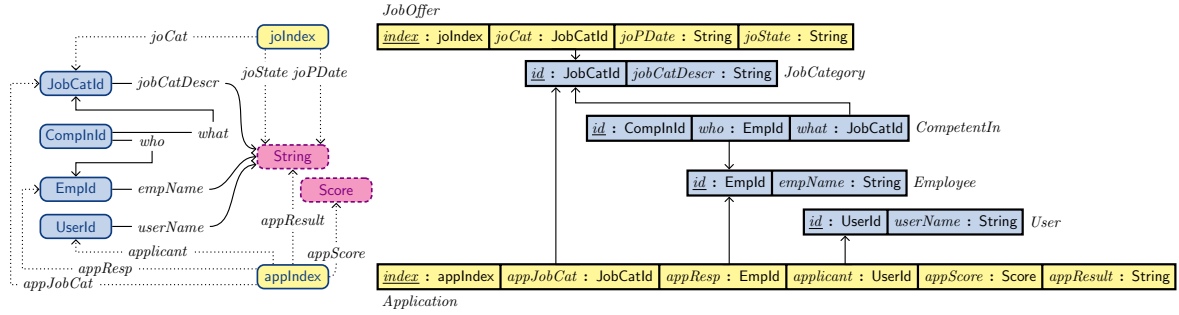 joCat
joIndex
joState joPDate
JobCatId
jobCatDescr
what
CompInId
who
String
EmpId
empName
Score
UserId
userName
appResult
applicant
appScore
appResp
appIndex
appJobCat
JobOffer
index : joIndex joCat : JobCatId joPDate : String joState : String
id : JobCatId jobCatDescr : String JobCategory
id : CompInId who : EmpId what : JobCatId CompetentIn
id : EmpId empName : String Employee
id : UserId userName : String User
index : appIndex appJobCat : JobCatId appResp : EmpId applicant : UserId appScore : Score appResult : String
Application